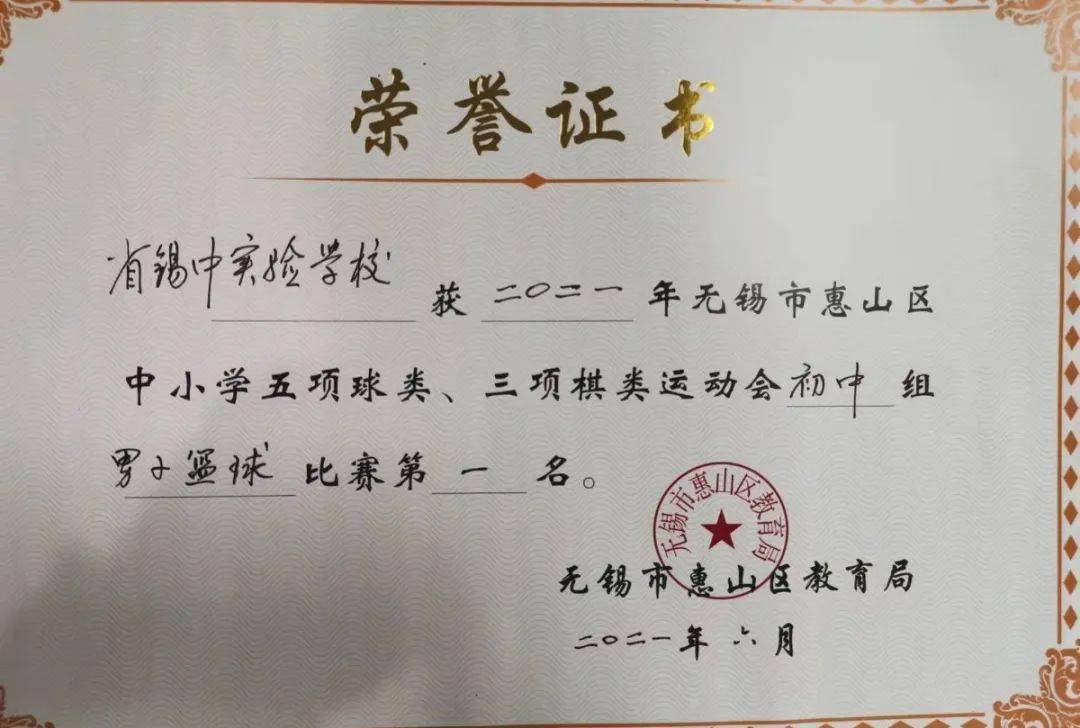 荣誉证书
省锡中实验学校 获 二〇二一 年无锡市惠山区
中小学五项球类、三项棋类运动会初中组
男子篮球比赛第一名。
无锡市惠山区教育局
无锡市惠山区教育局
二〇二一年 六月